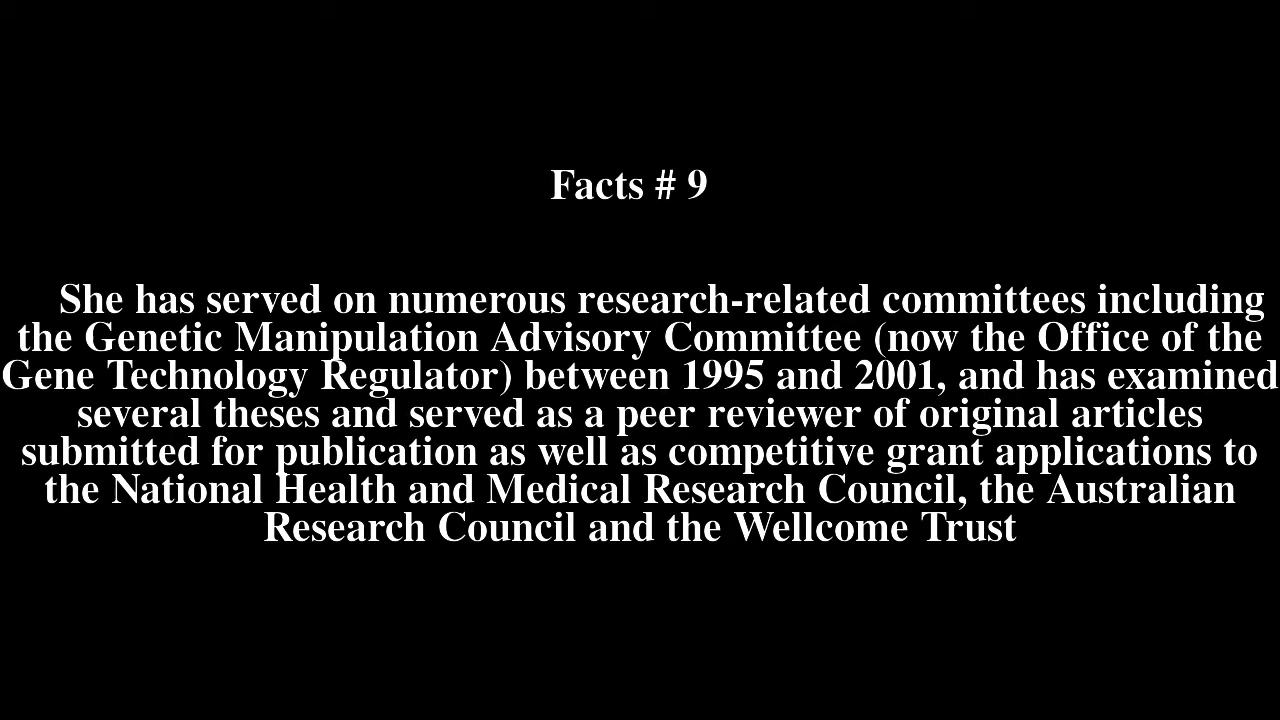 Facts # 9
She has served on numerous research-related committees including
the Genetic Manipulation Advisory Committee (now the Office of the
Gene Technology Regulator) between 1995 and 2001, and has examined
several theses and served as a peer reviewer of original articles
submitted for publication as well as competitive grant applications to
the National Health and Medical Research Council, the Australian
Research Council and the Wellcome Trust